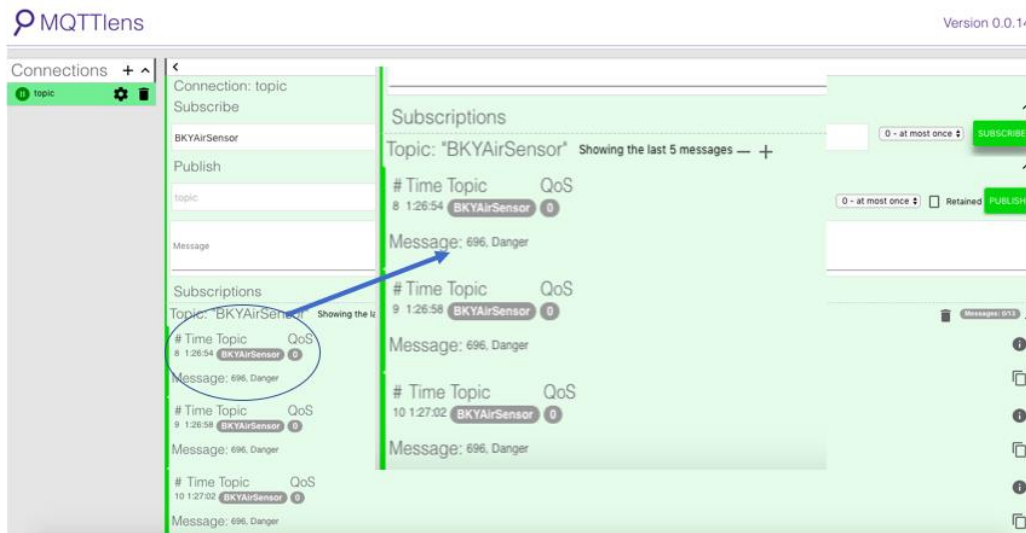 MQTTlens
Version 0.0.14
Connections
topic
Connection: topic
Subscribe
BKYAirSensor
0 - at most once
SUBSCRIBE
Publish
topic
0 - at most once
Retained
PUBLISH
Message
Subscriptions
Topic: "BKYAirSensor" Showing the la
Messages: 0/13
# Time Topic QoS
8 1:26:54 BKYAirSensor 0
Message: 696, Danger
# Time Topic QoS
9 1:26:58 BKYAirSensor 0
Message: 696, Danger
# Time Topic QoS
10 1:27:02 BKYAirSensor 0
Message: 696, Danger
Subscriptions
Topic: "BKYAirSensor" Showing the last 5 messages — +
# Time Topic QoS
8 1:26:54 BKYAirSensor 0
Message: 696, Danger
# Time Topic QoS
9 1:26:58 BKYAirSensor 0
Message: 696, Danger
# Time Topic QoS
10 1:27:02 BKYAirSensor 0
Message: 696, Danger